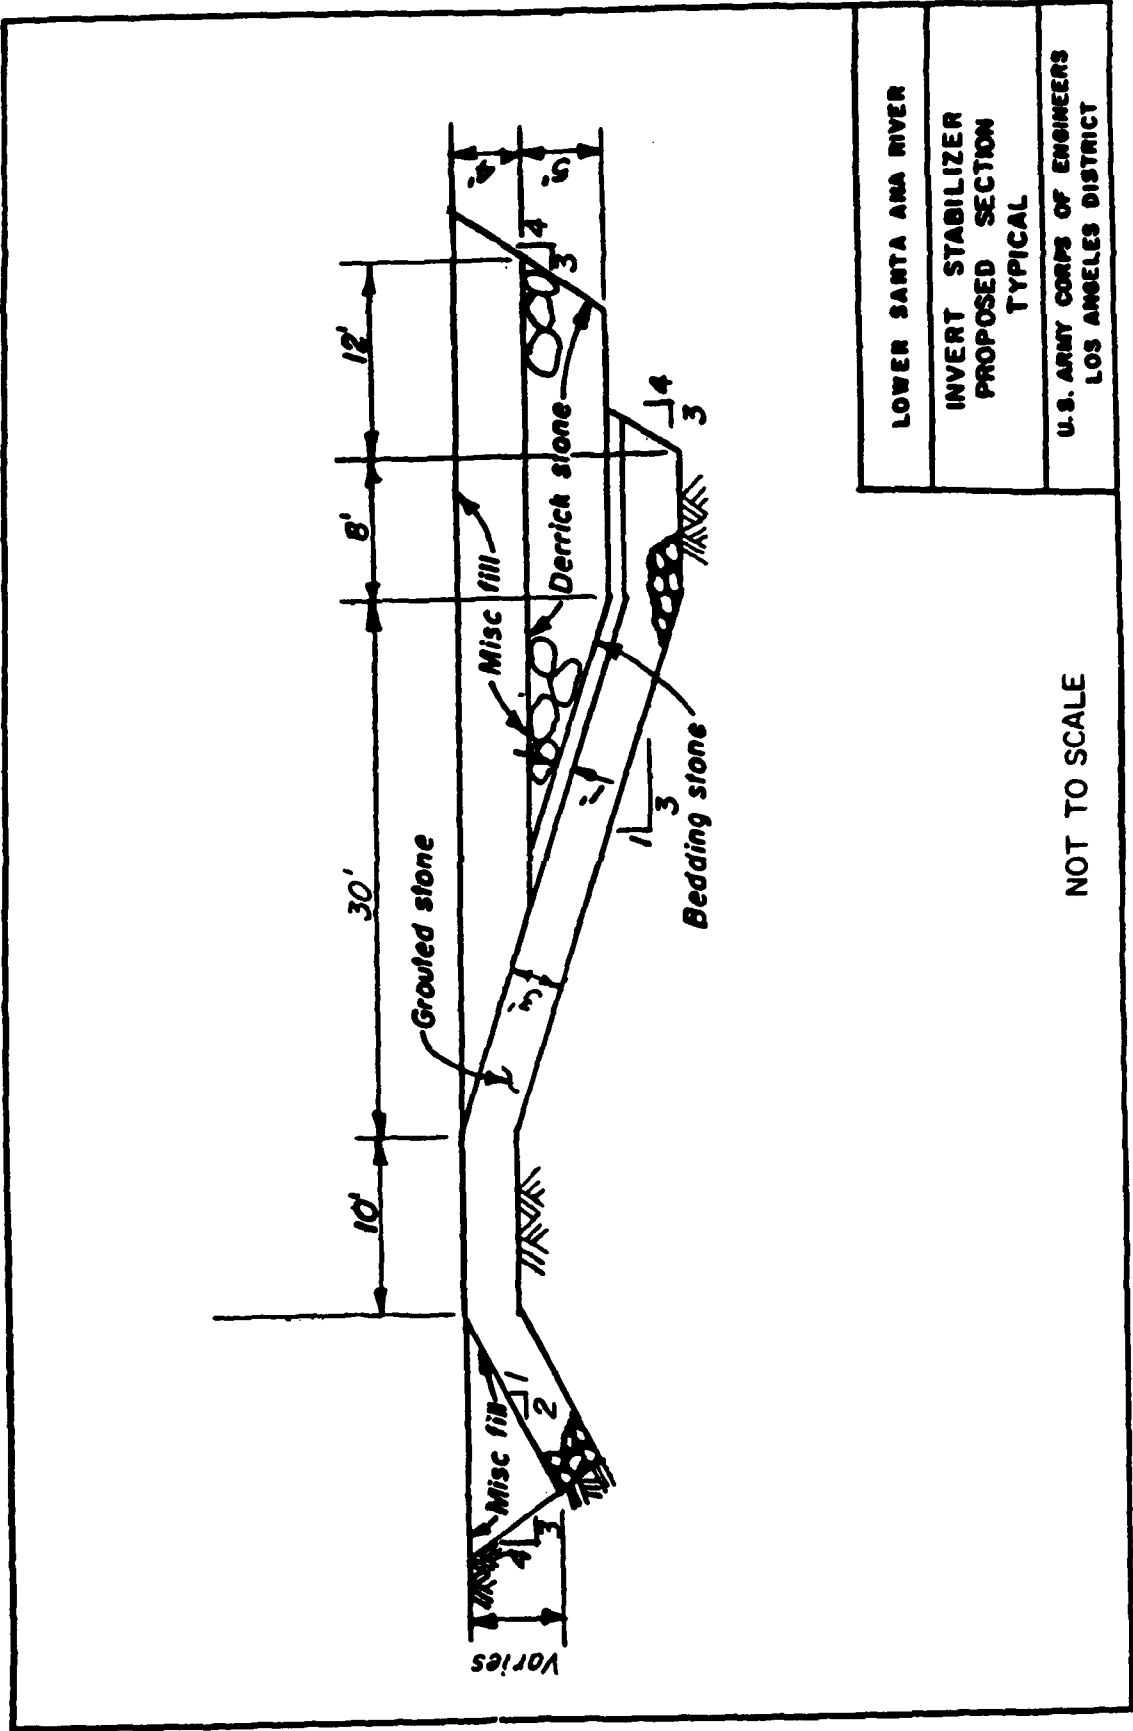 10'
30'
8'
12'
Grouted stone
Misc fill
Misc fill
Derrick stone
4'
5'
4
3
4
3
3'
1'
1
3
Bedding stone
1
2
4
3
Varies
NOT TO SCALE
LOWER SANTA ANA RIVER
INVERT STABILIZER
PROPOSED SECTION
TYPICAL
U.S. ARMY CORPS OF ENGINEERS
LOS ANGELES DISTRICT